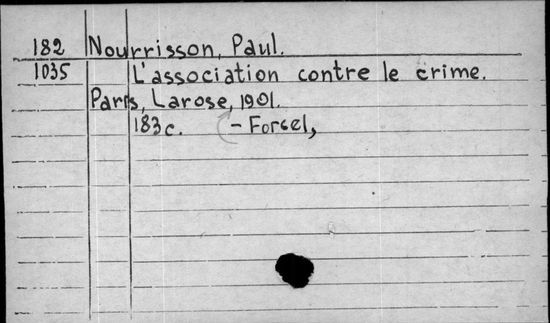 182 Nourrisson, Paul.
1035 L'association contre le crime.
Paris, Larose, 1901.
183 c. – Forcel,